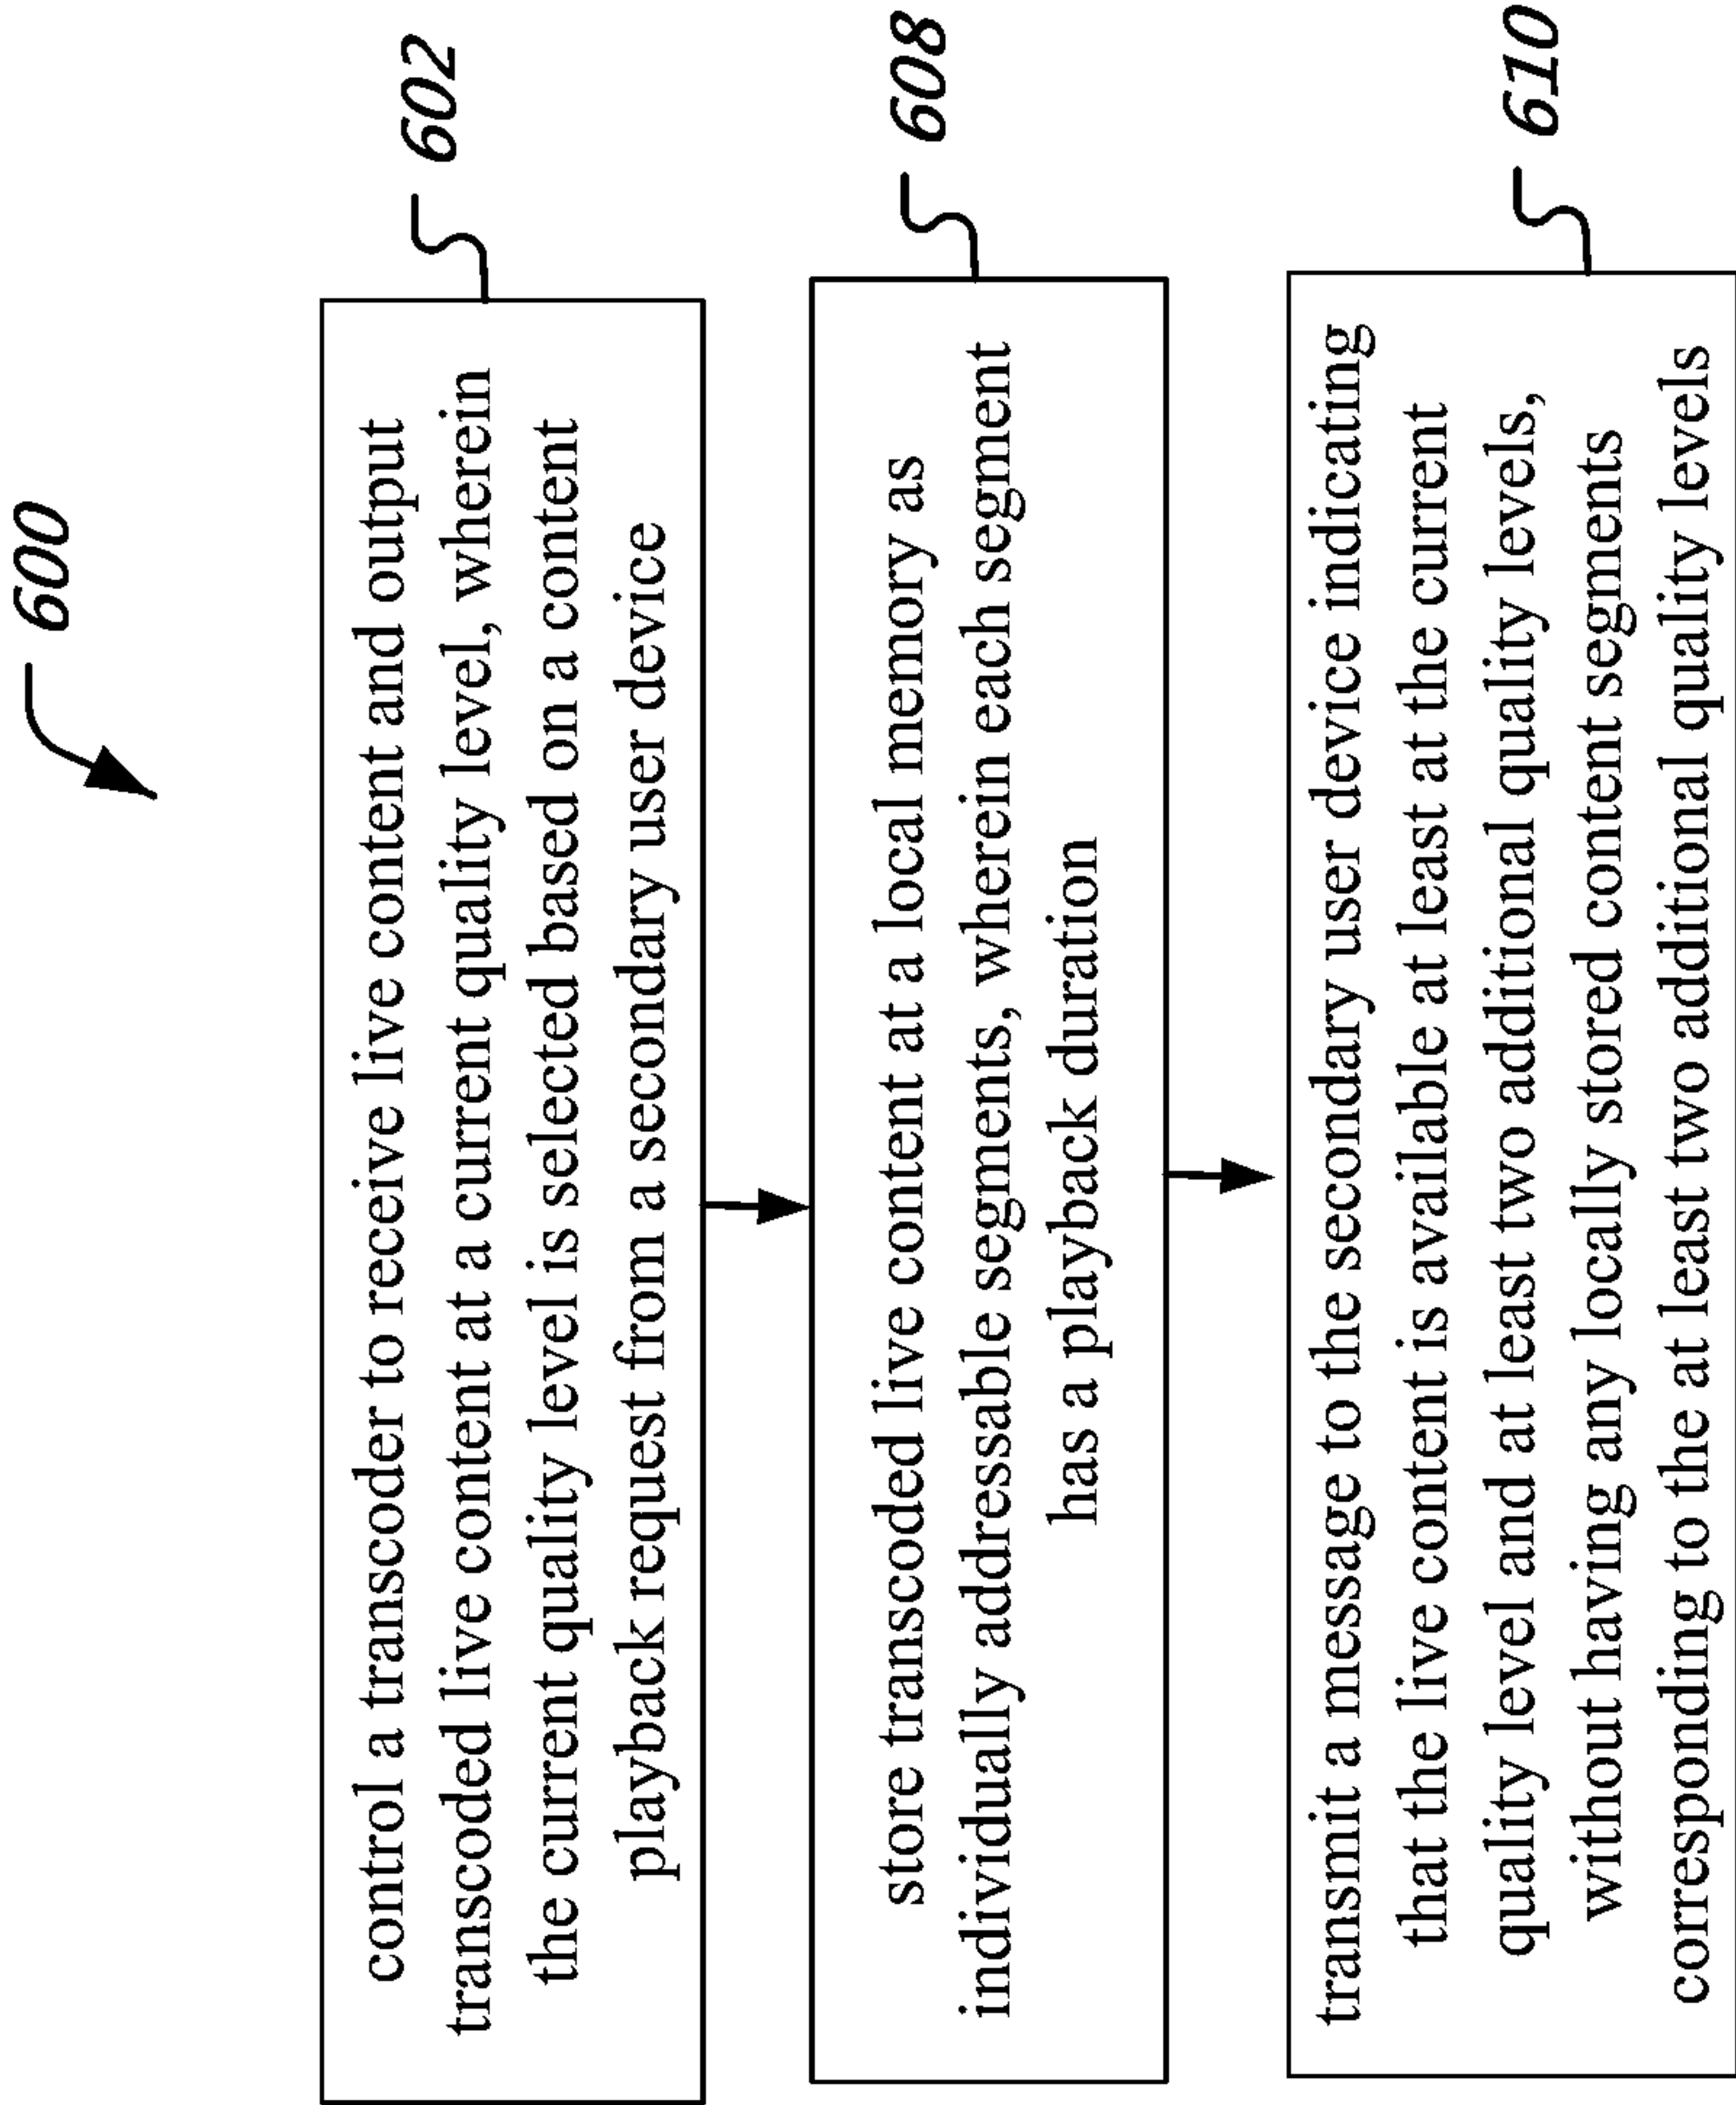 600
602
control a transcoder to receive live content and output
transcoded live content at a current quality level, wherein
the current quality level is selected based on a content
playback request from a secondary user device
608
store transcoded live content at a local memory as
individually addressable segments, wherein each segment
has a playback duration
610
transmit a message to the secondary user device indicating
that the live content is available at least at the current
quality level and at least two additional quality levels,
without having any locally stored content segments
corresponding to the at least two additional quality levels